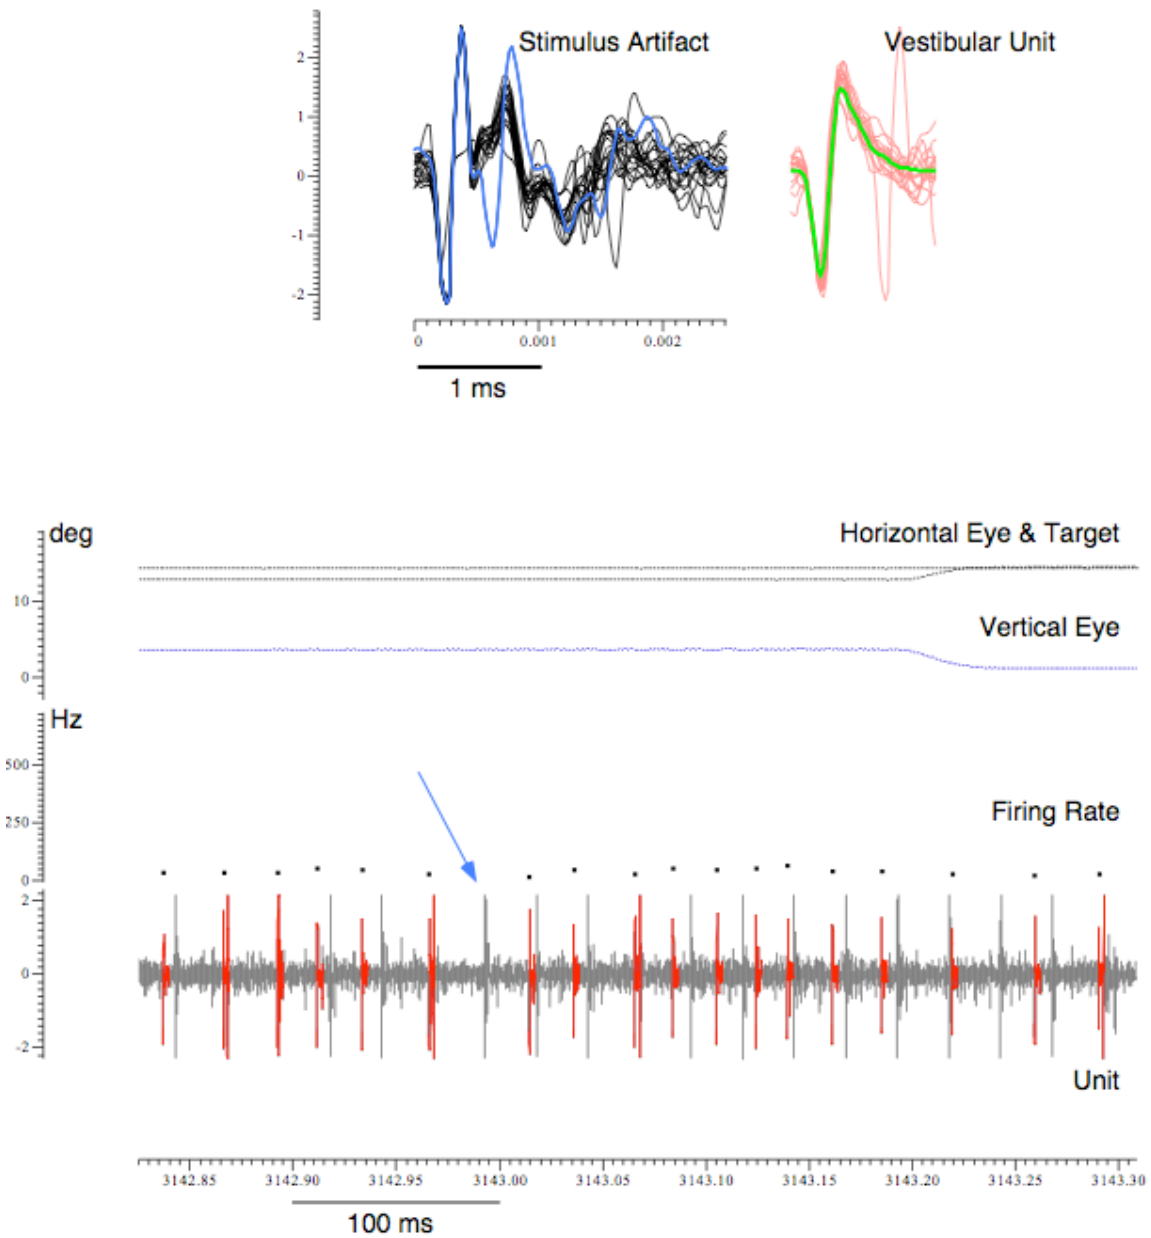 Stimulus Artifact
Vestibular Unit
2
1
0
-1
-2
0
0.001
0.002
1 ms
deg
Horizontal Eye & Target
10
Vertical Eye
0
Hz
500
Firing Rate
250
0
2
0
-2
Unit
3142.85 3142.90 3142.95 3143.00 3143.05 3143.10 3143.15 3143.20 3143.25 3143.30
100 ms